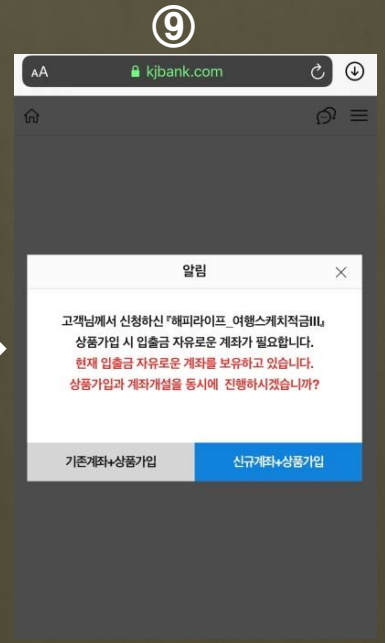 ⑨
AA kjbank.com
알림
고객님께서 신청하신 『해피라이프_여행스케치적금III』
상품가입 시 입출금 자유로운 계좌가 필요합니다.
현재 입출금 자유로운 계좌를 보유하고 있습니다.
상품가입과 계좌개설을 동시에 진행하시겠습니까?
기존계좌+상품가입 신규계좌+상품가입